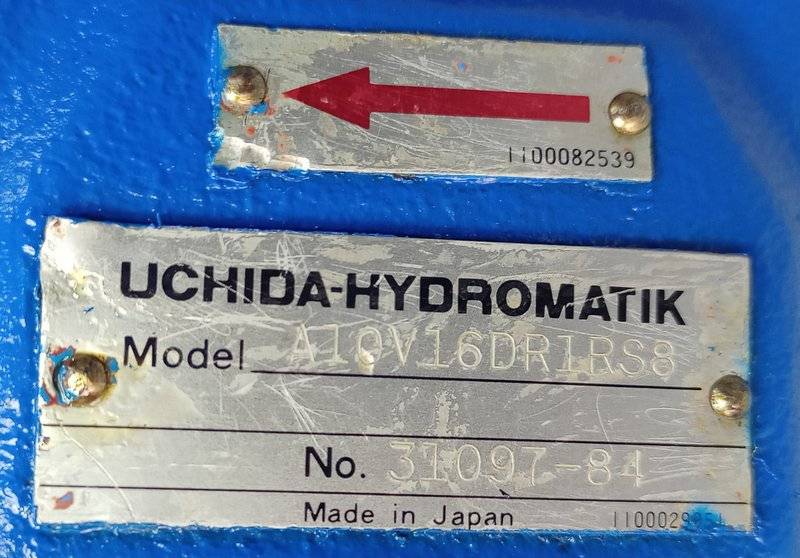 1100082539
UCHIDA-HYDROMATIK
Model A10V16DR1RS8
No. 31097-84
Made in Japan